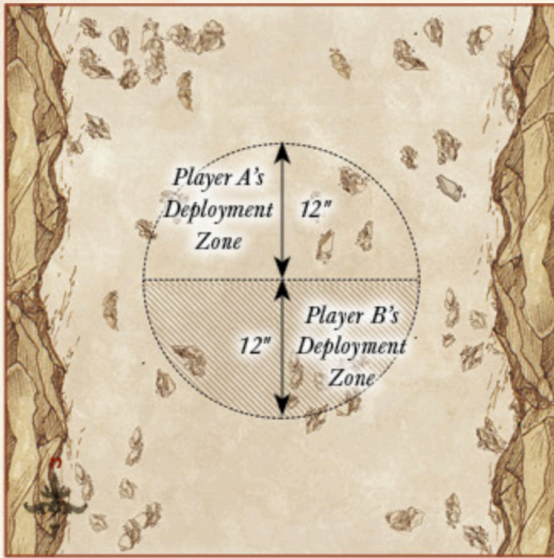 Player A's
Deployment
Zone
12"
12"
Player B's
Deployment
Zone